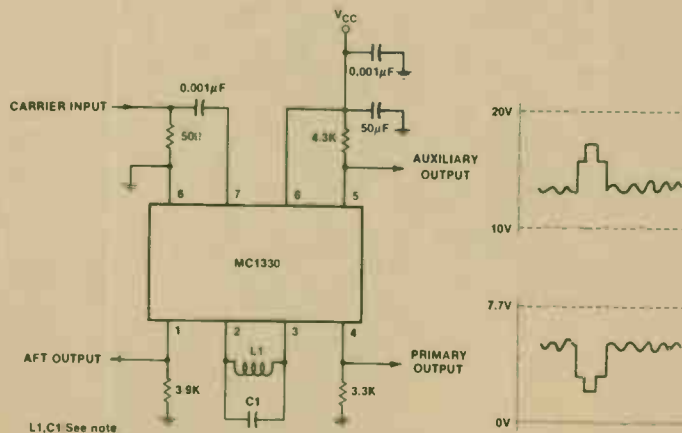 VCC
0.001µF
0.001µF
CARRIER INPUT
50Ω
50µF
4.3K
AUXILIARY
OUTPUT
6 7 6 5
MC1330
1 2 3 4
AFT OUTPUT
L1
PRIMARY
OUTPUT
3.9K
C1
3.3K
L1,C1 See note
20V
10V
7.7V
0V